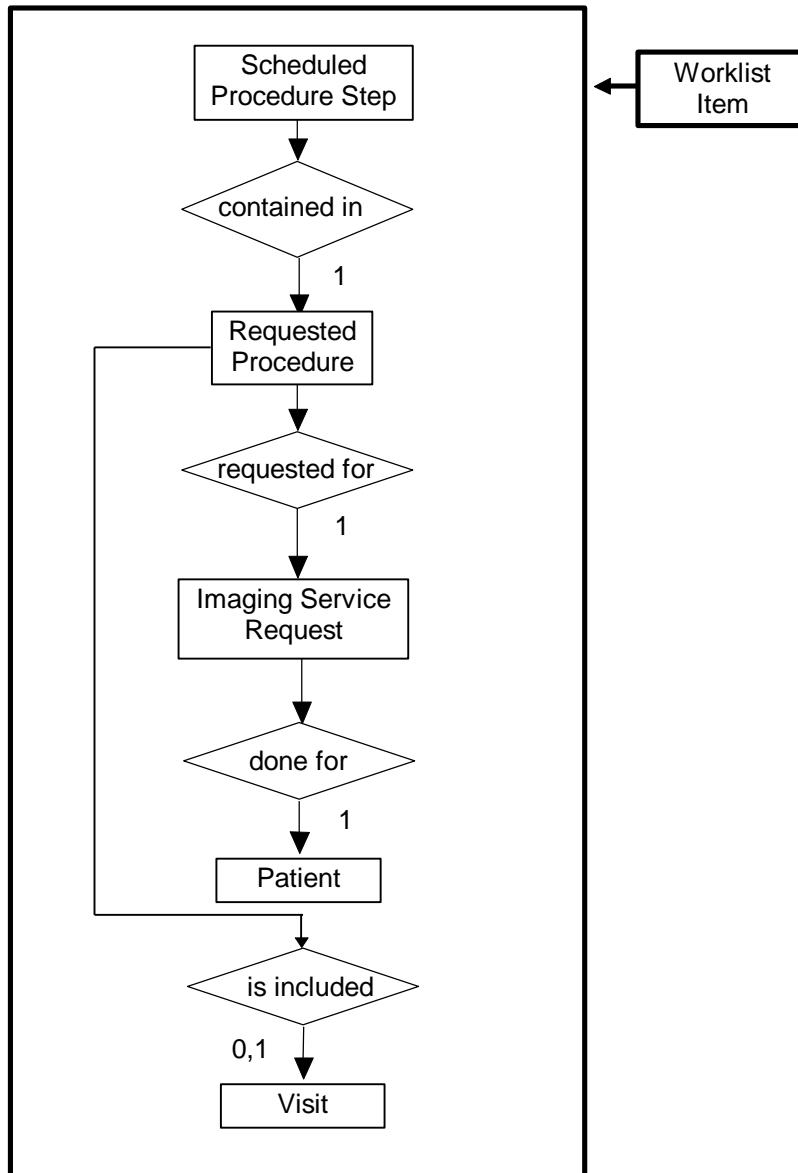 Scheduled
Procedure Step
Worklist
Item
contained in
1
Requested
Procedure
requested for
1
Imaging Service
Request
done for
1
Patient
is included
0,1
Visit